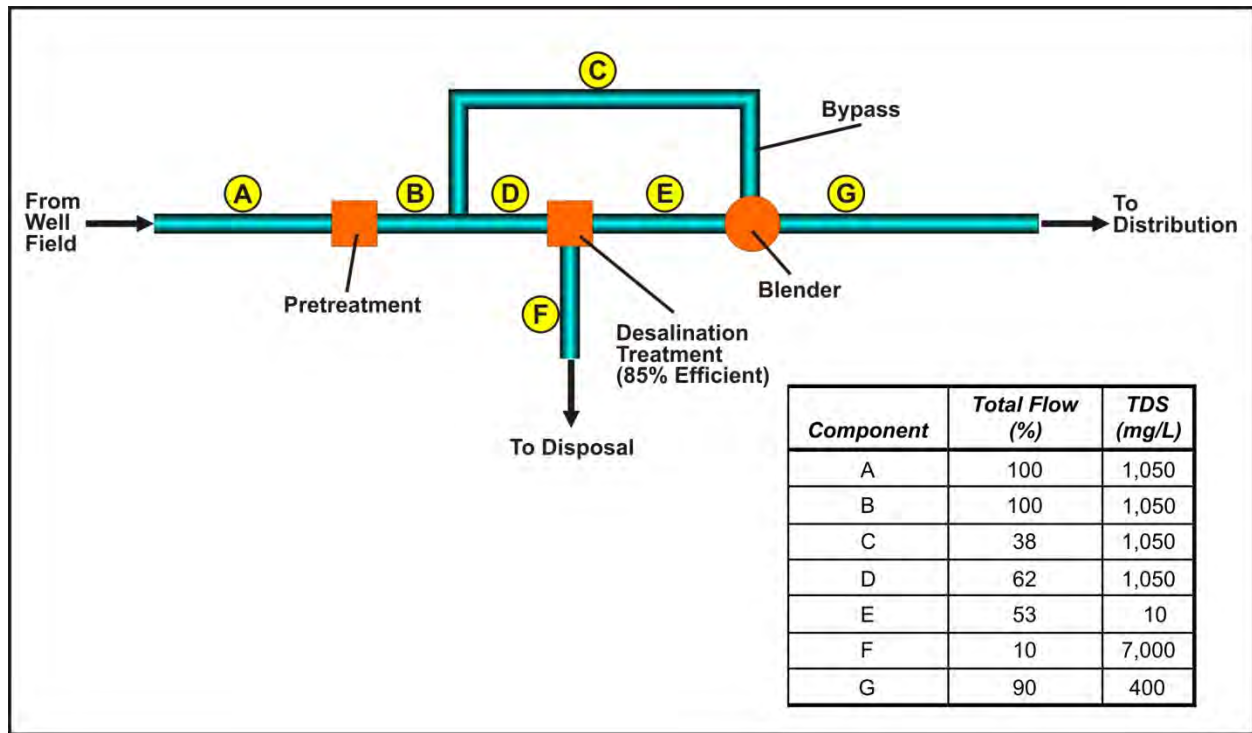 C
Bypass
A
B
D
E
G
From
Well
Field
To
Distribution
Pretreatment
Blender
F
Desalination
Treatment
(85% Efficient)
To Disposal
Component Total Flow (%) TDS (mg/L)
A 100 1,050
B 100 1,050
C 38 1,050
D 62 1,050
E 53 10
F 10 7,000
G 90 400